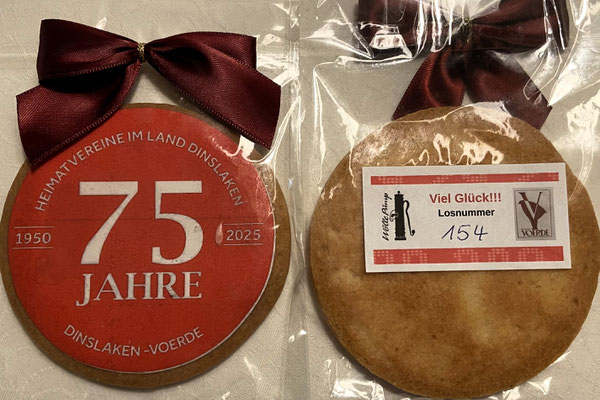 HEIMATVEREINE IM LAND DINSLAKEN
75
1950
2025
JAHRE
DINSLAKEN-VOERDE
Viel Glück!!!
Losnummer
154
VOERDE